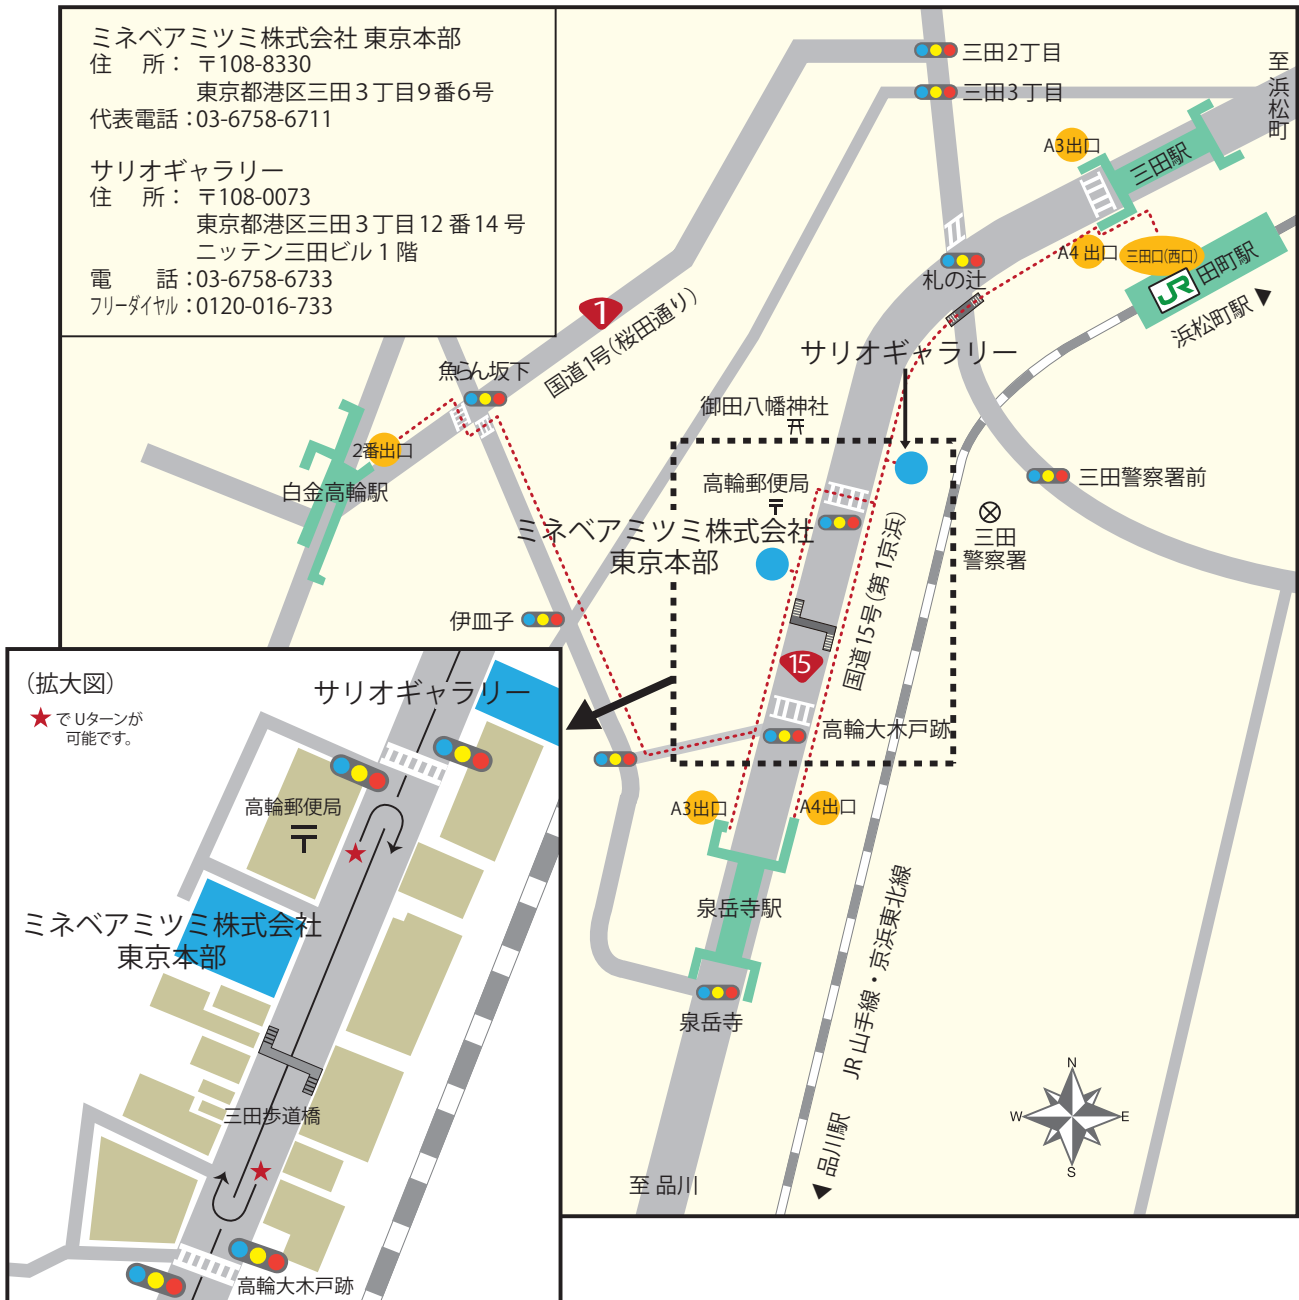 ミネベアミツミ株式会社 東京本部
住　所： 〒108-8330
東京都港区三田３丁目９番６号
代表電話：03-6758-6711
サリオギャラリー
住　所： 〒108-0073
東京都港区三田３丁目12番14号
ニッテン三田ビル１階
電　話：03-6758-6733
フリーダイヤル：0120-016-733
三田2丁目
三田3丁目
至浜松町
A3出口
三田駅
A4出口
三田口(西口)
JR
田町駅
浜松町駅
札の辻
1
国道1号(桜田通り)
魚らん坂下
サリオギャラリー
御田八幡神社
2番出口
白金高輪駅
高輪郵便局
〒
三田警察署前
三田
警察署
ミネベアミツミ株式会社
東京本部
国道15号(第1京浜)
伊皿子
15
高輪大木戸跡
A3出口
A4出口
泉岳寺駅
JR山手線・京浜東北線
泉岳寺
品川駅
至 品川
N
W
E
S
(拡大図)
★でUターンが
可能です。
サリオギャラリー
高輪郵便局
〒
ミネベアミツミ株式会社
東京本部
三田歩道橋
高輪大木戸跡